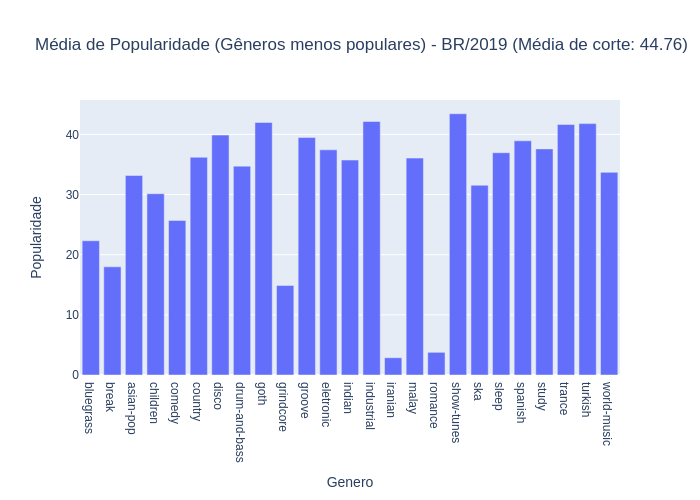 Média de Popularidade (Gêneros menos populares) - BR/2019 (Média de corte: 44.76)
Popularidade
40
30
20
10
0
bluegrass
break
asian-pop
children
comedy
country
disco
drum-and-bass
goth
grindcore
groove
eletronic
indian
industrial
iranian
malay
romance
show-tunes
ska
sleep
spanish
study
trance
turkish
world-music
Genero